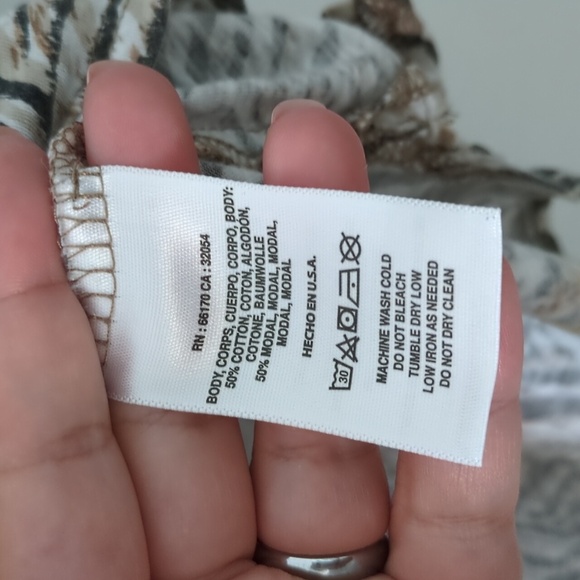 RN : 66170 CA : 32054
BODY, CORPS, CUERPO, CORPO, BODY:
50% COTTON, COTON, ALGODON,
COTONE, BAUMWOLLE
50% MODAL, MODAL, MODAL,
MODAL, MODAL
HECHO EN U.S.A.
30
MACHINE WASH COLD
DO NOT BLEACH
TUMBLE DRY LOW
LOW IRON AS NEEDED
DO NOT DRY CLEAN